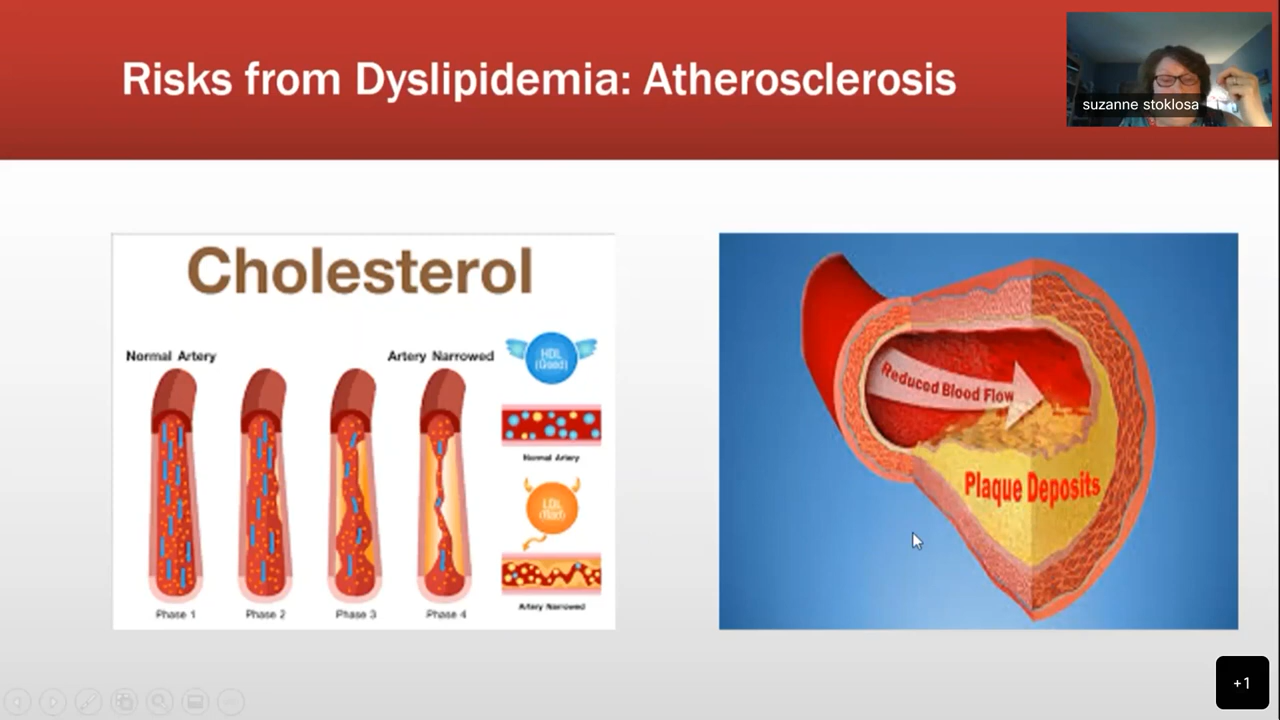 Risks from Dyslipidemia: Atherosclerosis
suzanne stoklosa
Cholesterol
Normal Artery
Artery Narrowed
HDL
(Good)
Normal Artery
LDL
(Bad)
Artery Narrowed
Phase 1
Phase 2
Phase 3
Phase 4
Reduced Blood Flow
Plaque Deposits
+1